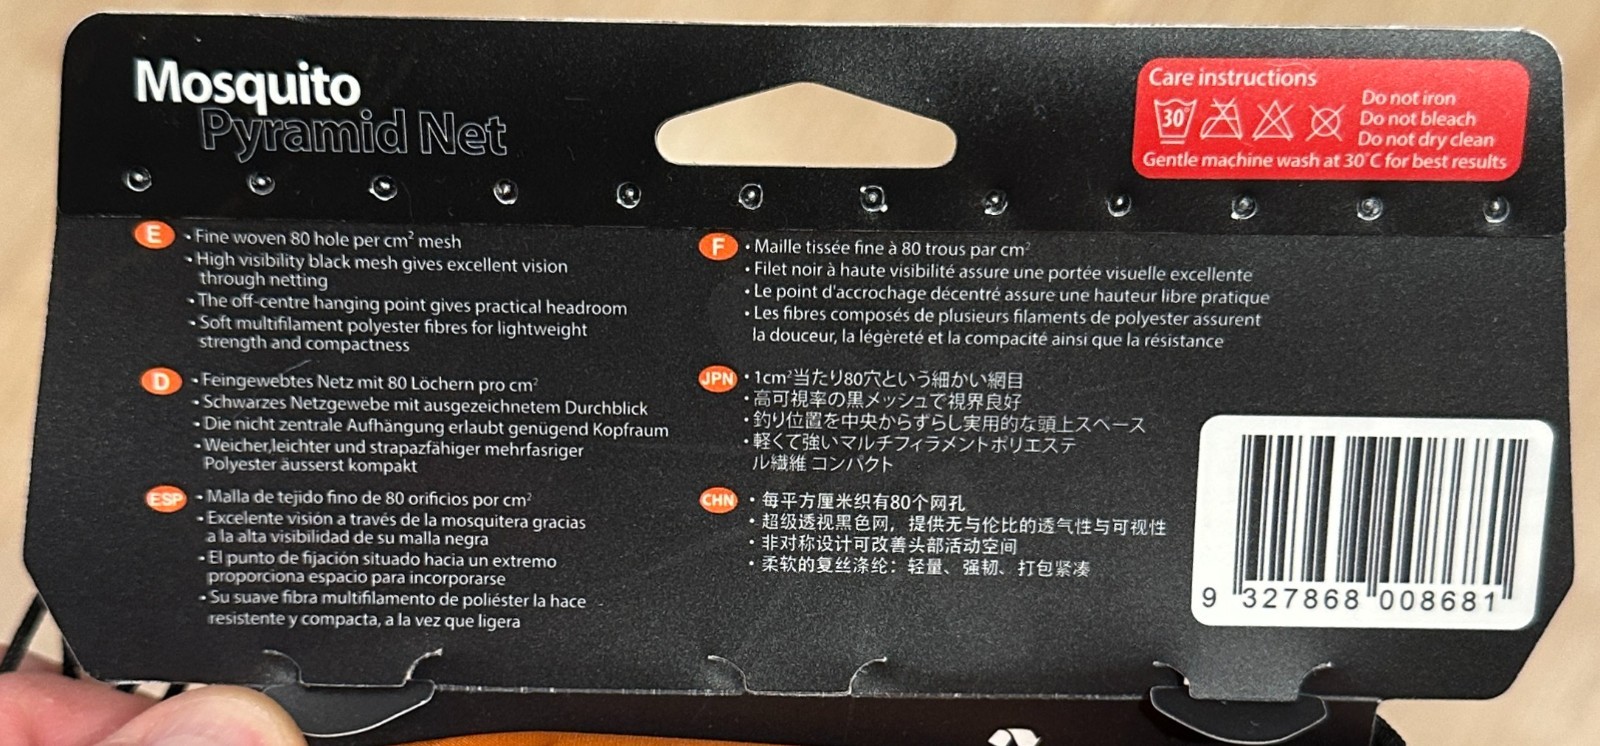 Mosquito
Pyramid Net
Care instructions
30°
Do not iron
Do not bleach
Do not dry clean
Gentle machine wash at 30°C for best results
E
• Fine woven 80 hole per cm² mesh
• High visibility black mesh gives excellent vision
through netting
• The off-centre hanging point gives practical headroom
• Soft multifilament polyester fibres for lightweight
strength and compactness
D
• Feingewebtes Netz mit 80 Löchern pro cm²
• Schwarzes Netzgewebe mit ausgezeichnetem Durchblick
• Die nicht zentrale Aufhängung erlaubt genügend Kopfraum
• Weicher,leichter und strapazfähiger mehrfasriger
Polyester äusserst kompakt
ESP
• Malla de tejido fino de 80 orificios por cm²
• Excelente visión a través de la mosquitera gracias
a la alta visibilidad de su malla negra
• El punto de fijación situado hacia un extremo
proporciona espacio para incorporarse
• Su suave fibra multifilamento de poliéster la hace
resistente y compacta, a la vez que ligera
F
• Maille tissée fine à 80 trous par cm²
• Filet noir à haute visibilité assure une portée visuelle excellente
• Le point d'accrochage décentré assure une hauteur libre pratique
• Les fibres composés de plusieurs filaments de polyester assurent
la douceur, la légèreté et la compacité ainsi que la résistance
JPN
• 1cm²当たり80穴という細かい網目
• 高可視率の黒メッシュで視界良好
• 釣り位置を中央からずらし実用的な頭上スペース
• 軽くて強いマルチフィラメントポリエステ
ル繊維 コンパクト
CHN
• 每平方厘米织有80个网孔
• 超级透视黑色网，提供无与伦比的透气性与可视性
• 非对称设计可改善头部活动空间
• 柔软的复丝涤纶：轻量、强韧、打包紧凑
9 327868 008681